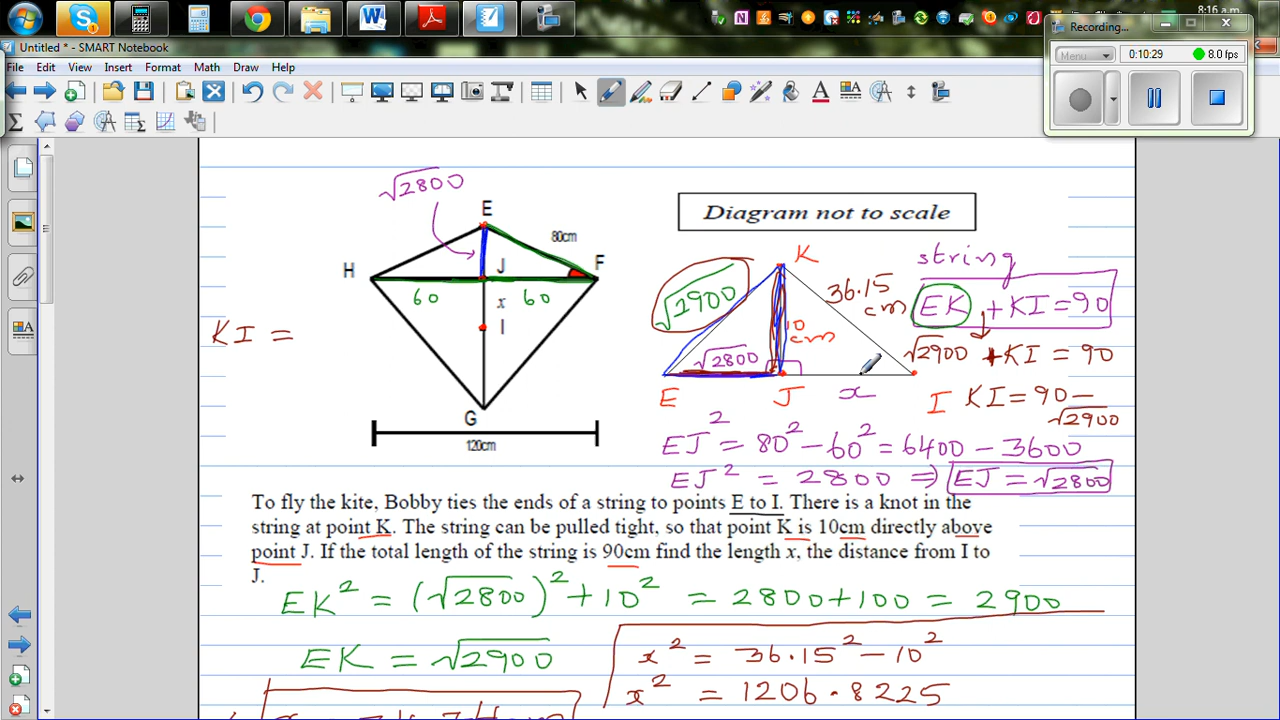 8:16 a.m.
Untitled * - SMART Notebook
File Edit View Insert Format Math Draw Help
Recording...
Menu
0:10:29
8.0 fps
√2800
E
80cm
H
J
F
60
x
60
I
G
120cm
KI =
Diagram not to scale
K
string
√2900
36.15
cm
EK + KI = 90
10
cm
√2800
√2900 + KI = 90
E
J
x
I
KI = 90 - √2900
EJ² = 80² - 60² = 6400 - 3600
EJ² = 2800 ⇒ EJ = √2800
To fly the kite, Bobby ties the ends of a string to points E to I. There is a knot in the
string at point K. The string can be pulled tight, so that point K is 10cm directly above
point J. If the total length of the string is 90cm find the length x, the distance from I to
J.
EK² = (√2800)² + 10² = 2800 + 100 = 2900
EK = √2900
x² = 36.15² - 10²
x² = 1206.8225